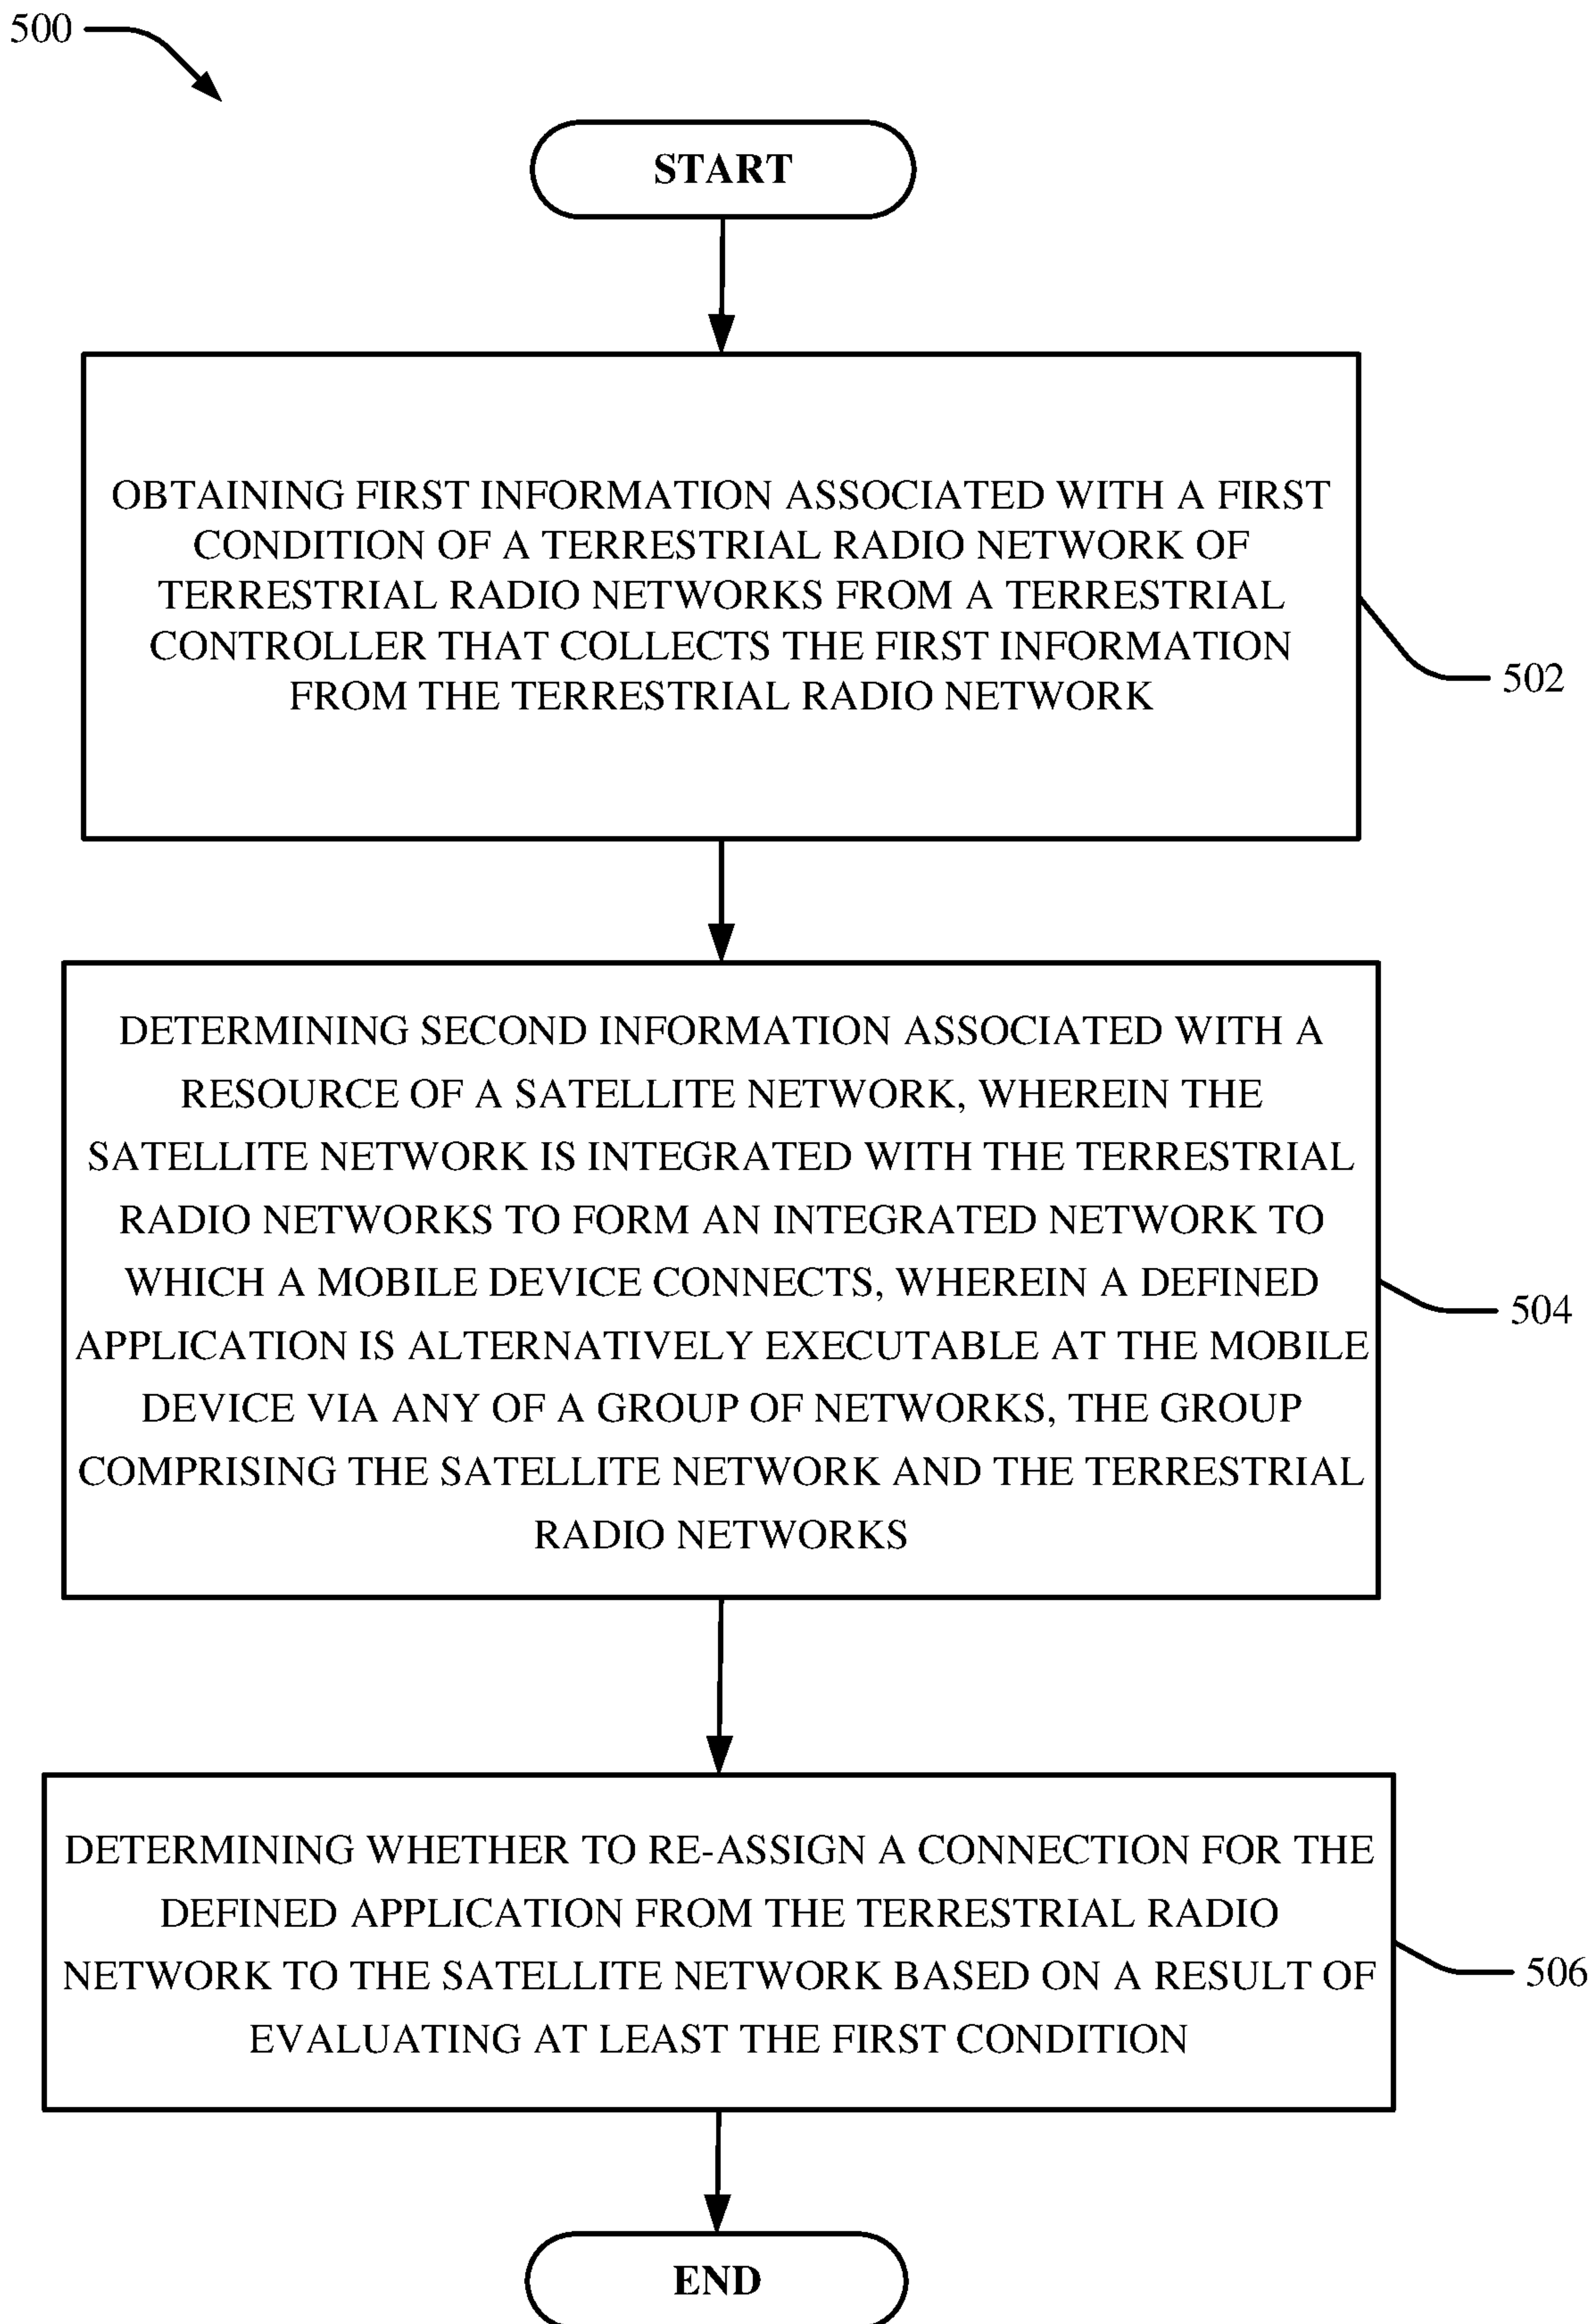 500
START
OBTAINING FIRST INFORMATION ASSOCIATED WITH A FIRST
CONDITION OF A TERRESTRIAL RADIO NETWORK OF
TERRESTRIAL RADIO NETWORKS FROM A TERRESTRIAL
CONTROLLER THAT COLLECTS THE FIRST INFORMATION
FROM THE TERRESTRIAL RADIO NETWORK
502
DETERMINING SECOND INFORMATION ASSOCIATED WITH A
RESOURCE OF A SATELLITE NETWORK, WHEREIN THE
SATELLITE NETWORK IS INTEGRATED WITH THE TERRESTRIAL
RADIO NETWORKS TO FORM AN INTEGRATED NETWORK TO
WHICH A MOBILE DEVICE CONNECTS, WHEREIN A DEFINED
APPLICATION IS ALTERNATIVELY EXECUTABLE AT THE MOBILE
DEVICE VIA ANY OF A GROUP OF NETWORKS, THE GROUP
COMPRISING THE SATELLITE NETWORK AND THE TERRESTRIAL
RADIO NETWORKS
504
DETERMINING WHETHER TO RE-ASSIGN A CONNECTION FOR THE
DEFINED APPLICATION FROM THE TERRESTRIAL RADIO
NETWORK TO THE SATELLITE NETWORK BASED ON A RESULT OF
EVALUATING AT LEAST THE FIRST CONDITION
506
END